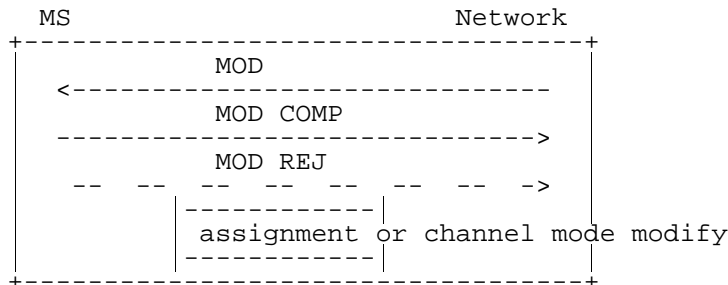 MS Network
MOD
MOD COMP
MOD REJ
assignment or channel mode modify